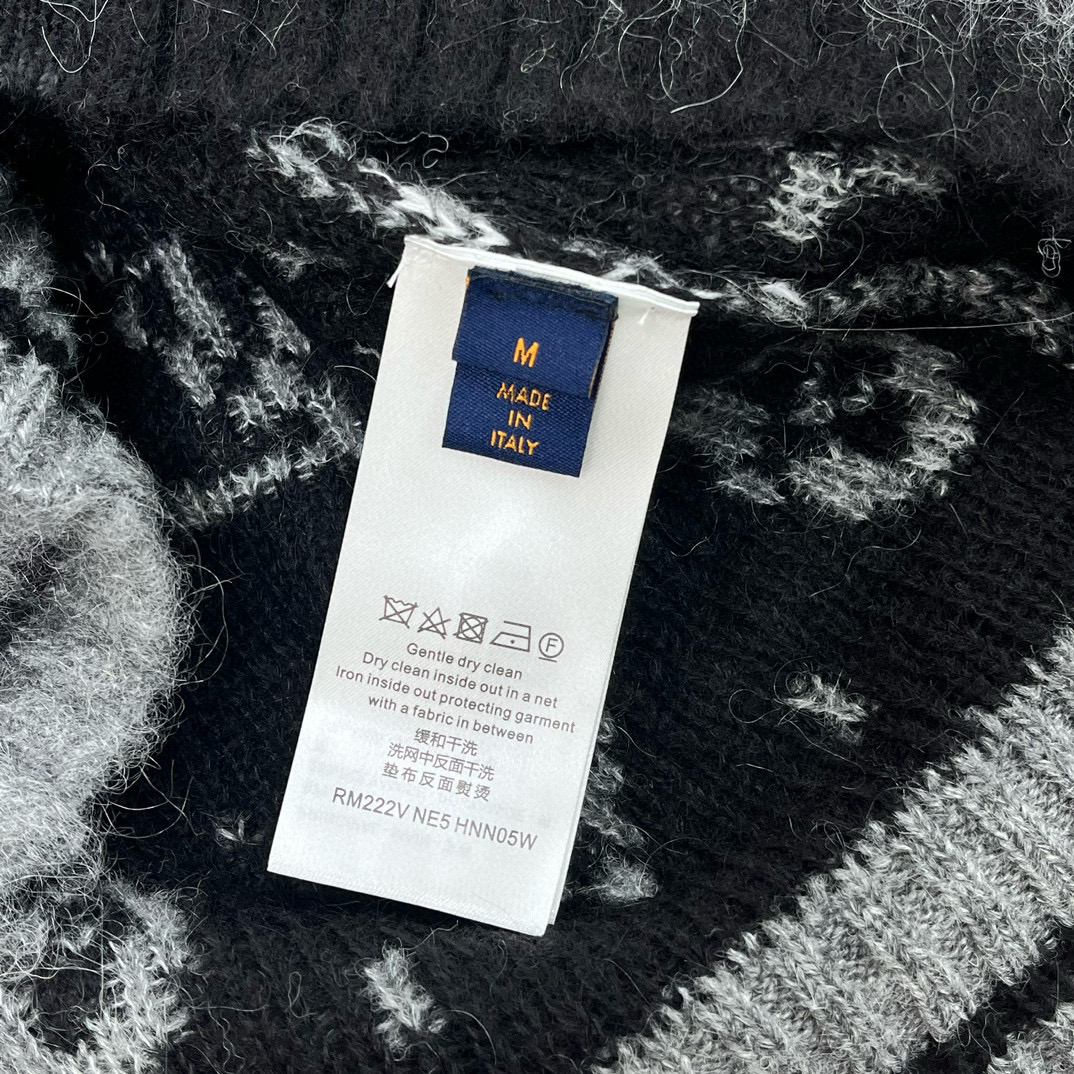 M
MADE
IN
ITALY
F
Gentle dry clean
Dry clean inside out in a net
Iron inside out protecting garment
with a fabric in between
缓和干洗
洗网中反面干洗
垫布反面熨烫
RM222V NE5 HNN05W